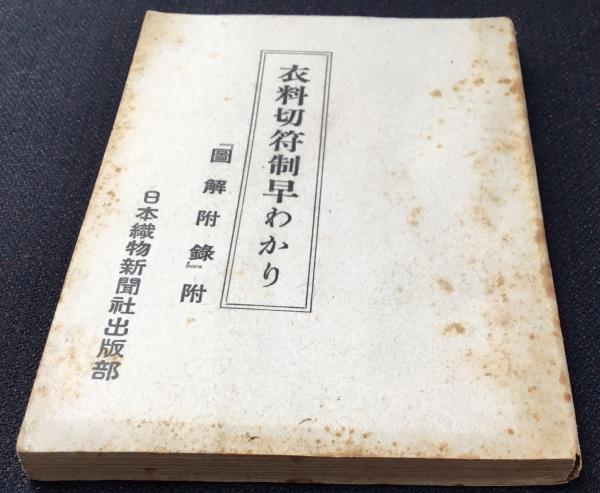 衣料切符制早わかり
『圖解附錄』附
日本織物新聞社出版部